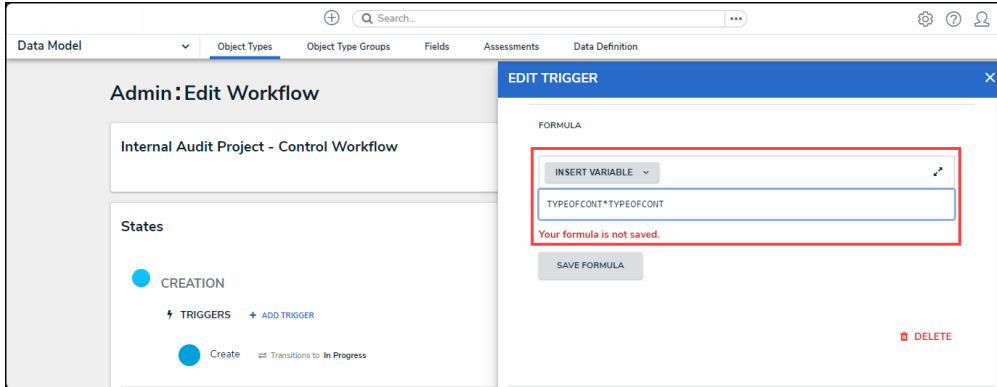 Search...
Data Model
Object Types
Object Type Groups
Fields
Assessments
Data Definition
Admin:Edit Workflow
Internal Audit Project - Control Workflow
States
CREATION
TRIGGERS
+ ADD TRIGGER
Create
Transitions to In Progress
EDIT TRIGGER
FORMULA
INSERT VARIABLE
TYPEOFCONT*TYPEOFCONT
Your formula is not saved.
SAVE FORMULA
DELETE